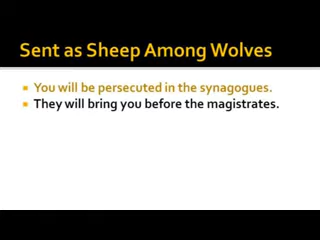 Sent as Sheep Among Wolves
You will be persecuted in the synagogues.
They will bring you before the magistrates.